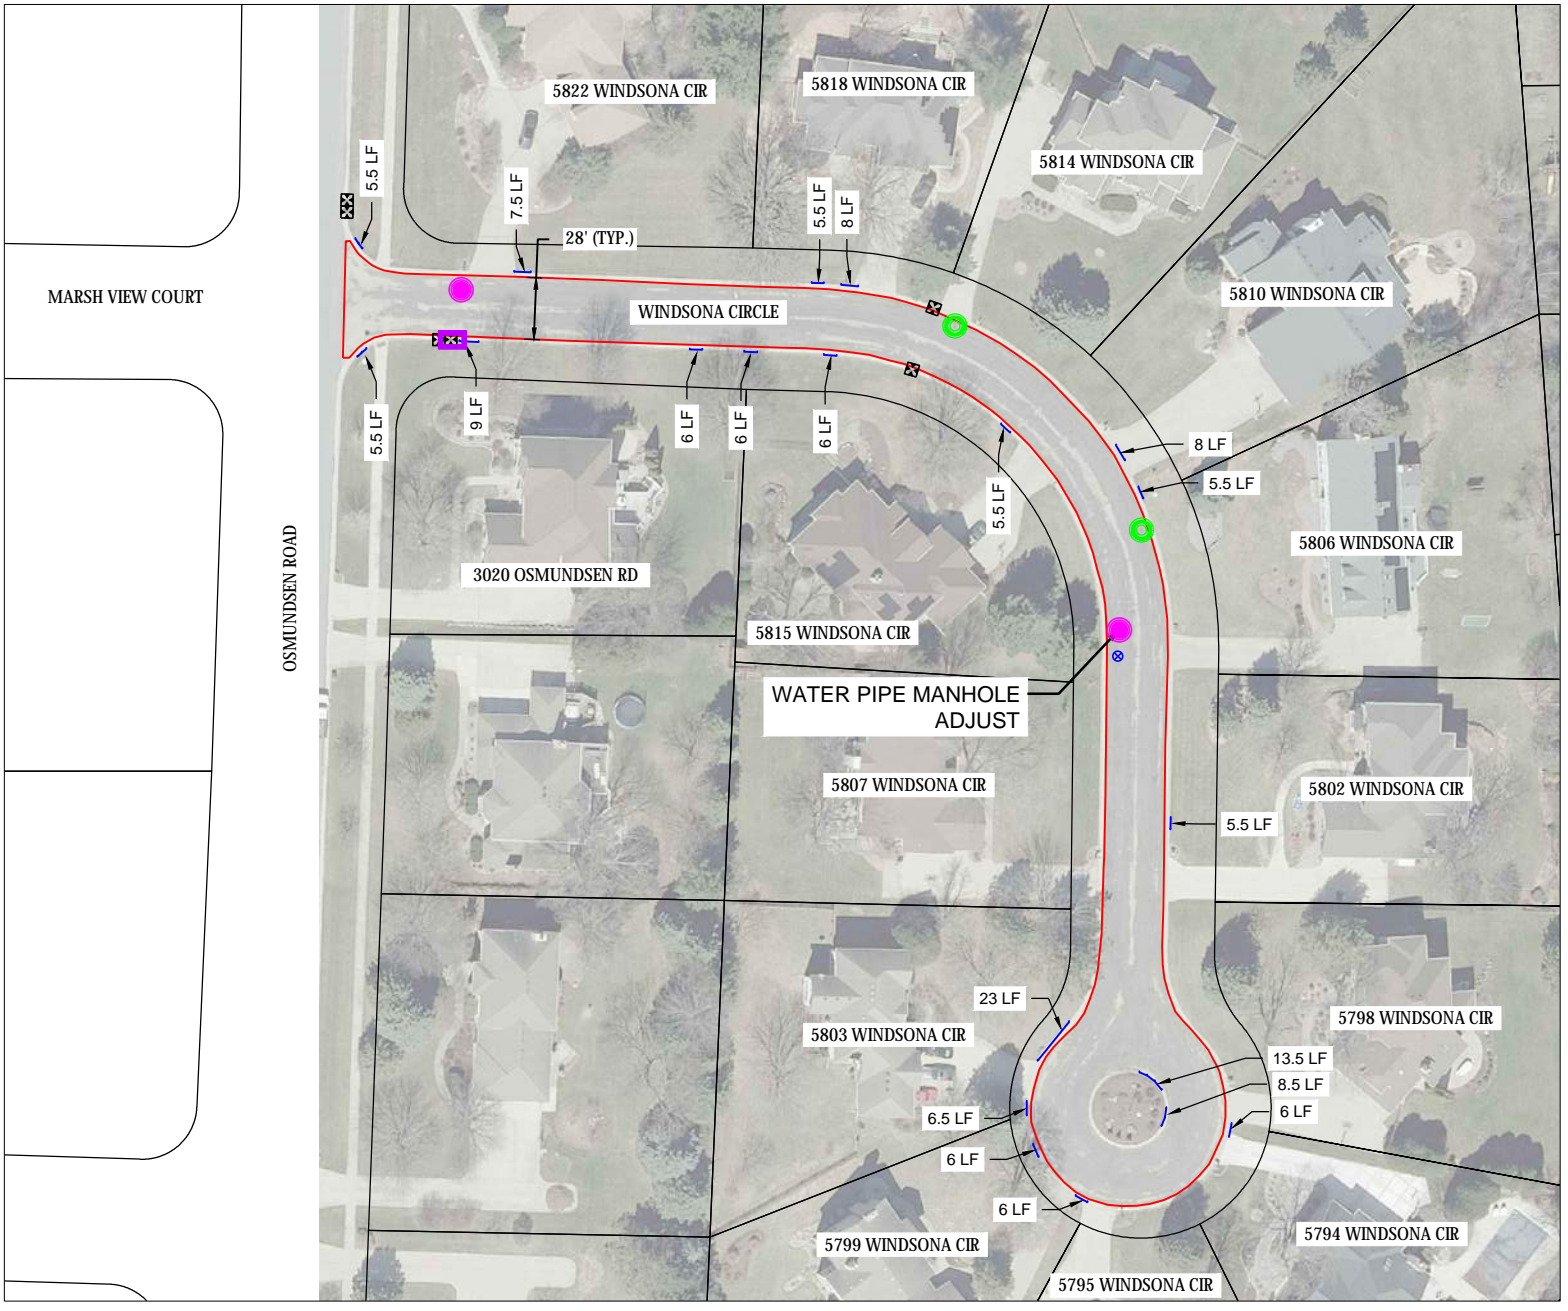 5822 WINDSONA CIR
5818 WINDSONA CIR
5814 WINDSONA CIR
5.5 LF
7.5 LF
5.5 LF
8 LF
28' (TYP.)
MARSH VIEW COURT
WINDSONA CIRCLE
5810 WINDSONA CIR
5.5 LF
9 LF
6 LF
6 LF
6 LF
5.5 LF
8 LF
5.5 LF
OSMUNDSEN ROAD
3020 OSMUNDSEN RD
5806 WINDSONA CIR
5815 WINDSONA CIR
WATER PIPE MANHOLE
ADJUST
5807 WINDSONA CIR
5802 WINDSONA CIR
5.5 LF
23 LF
5803 WINDSONA CIR
5798 WINDSONA CIR
13.5 LF
8.5 LF
6 LF
6.5 LF
6 LF
6 LF
5799 WINDSONA CIR
5794 WINDSONA CIR
5795 WINDSONA CIR